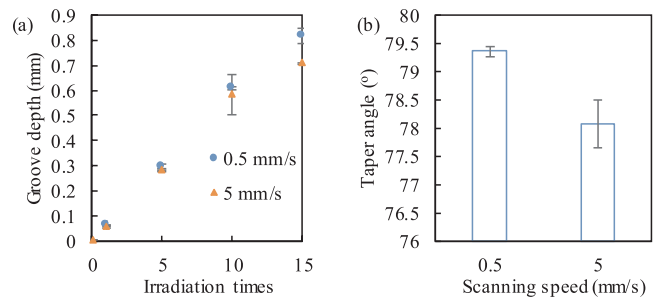 (a)
Groove depth (mm)
0.9
0.8
0.7
0.6
0.5
0.4
0.3
0.2
0.1
0
0 5 10 15
Irradiation times
0.5 mm/s
5 mm/s
(b)
Taper angle (°)
80
79.5
79
78.5
78
77.5
77
76.5
76
0.5 5
Scanning speed (mm/s)